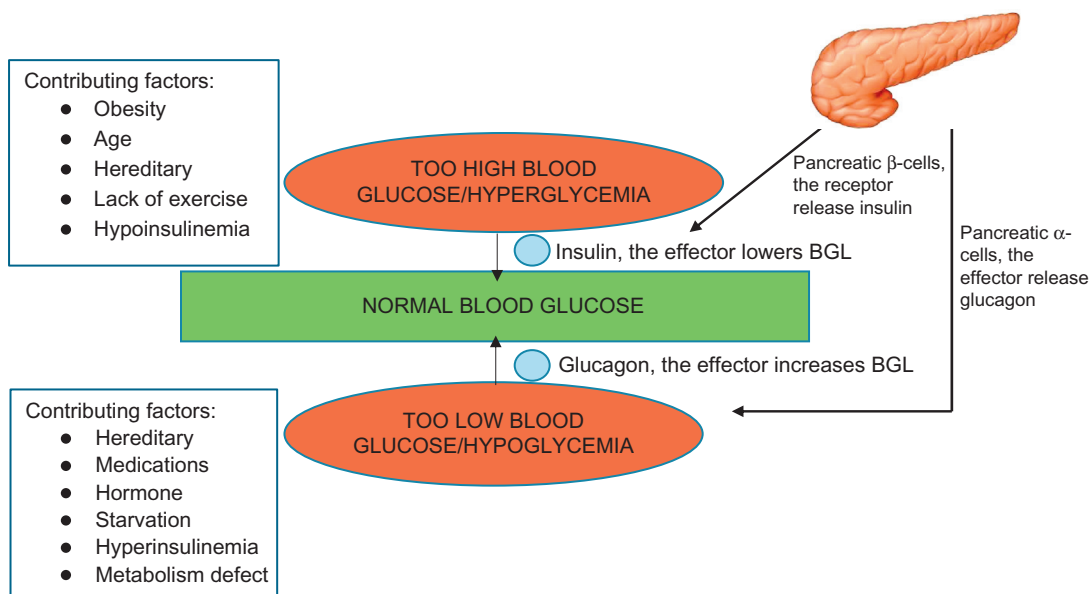 Contributing factors:
● Obesity
● Age
● Hereditary
● Lack of exercise
● Hypoinsulinemia
TOO HIGH BLOOD
GLUCOSE/HYPERGLYCEMIA
Pancreatic β-cells,
the receptor
release insulin
Pancreatic α-
cells, the
effector release
glucagon
Insulin, the effector lowers BGL
NORMAL BLOOD GLUCOSE
Glucagon, the effector increases BGL
Contributing factors:
● Hereditary
● Medications
● Hormone
● Starvation
● Hyperinsulinemia
● Metabolism defect
TOO LOW BLOOD
GLUCOSE/HYPOGLYCEMIA